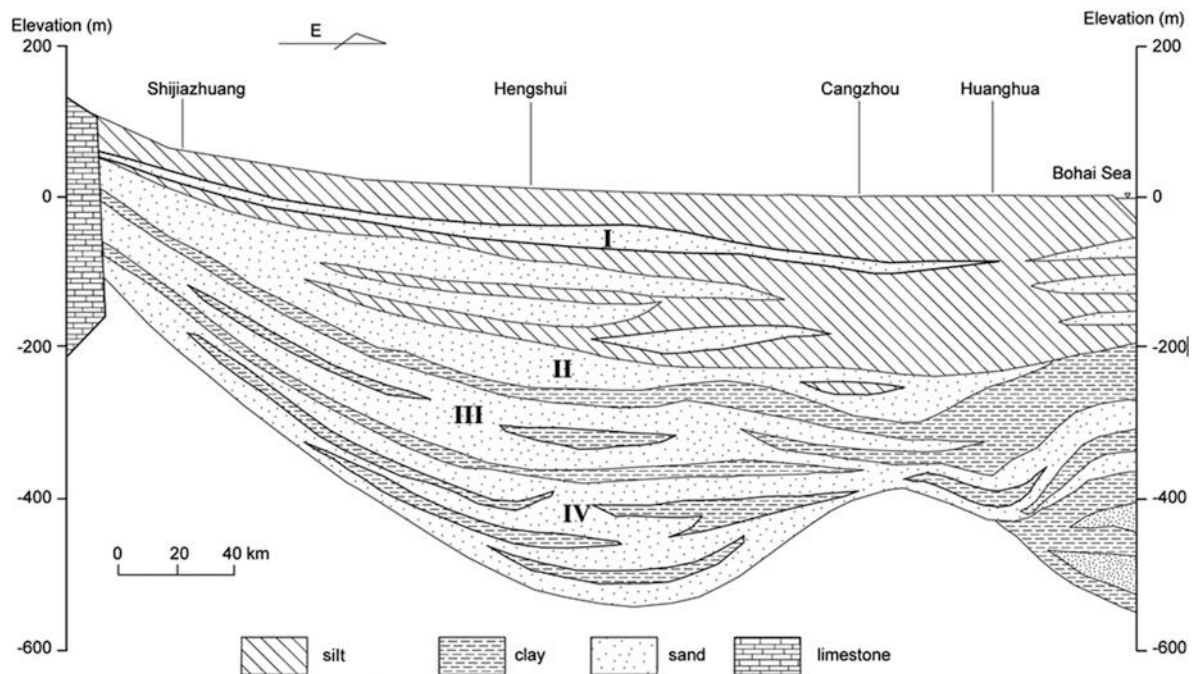 Elevation (m)
Elevation (m)
200
E
200
Shijiazhuang
Hengshui
Cangzhou
Huanghua
Bohai Sea
0
0
I
-200
-200
II
III
-400
-400
IV
0 20 40 km
-600
-600
silt
clay
sand
limestone